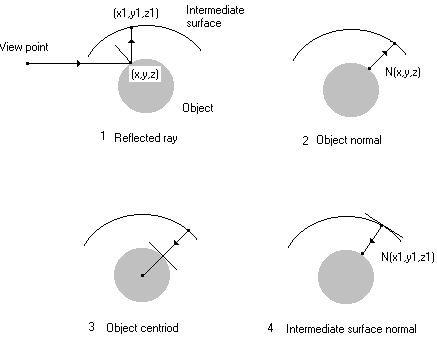 (x1,y1,z1)
Intermediate
surface
View point
(x,y,z)
Object
1 Reflected ray
N(x,y,z)
2 Object normal
3 Object centriod
N(x1,y1,z1)
4 Intermediate surface normal